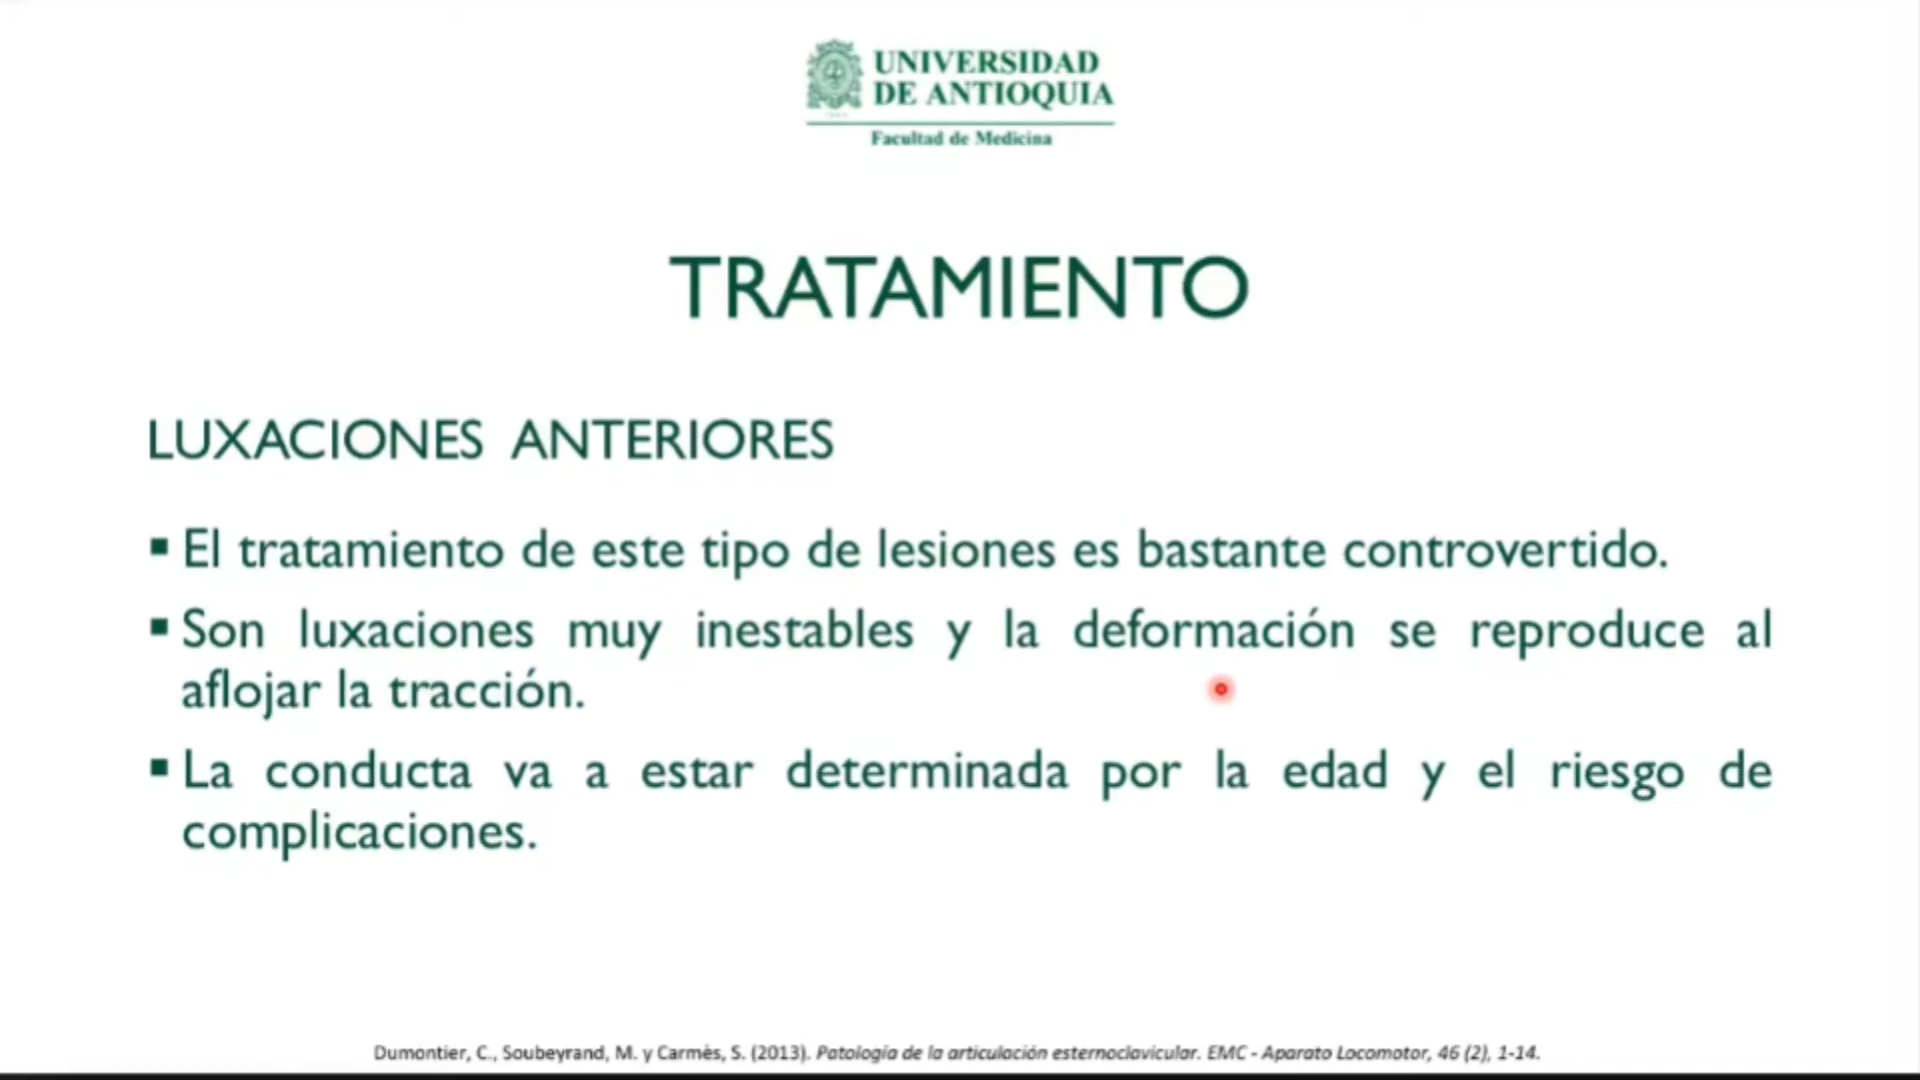 UNIVERSIDAD
DE ANTIOQUIA
Facultad de Medicina
TRATAMIENTO
LUXACIONES ANTERIORES
▪ El tratamiento de este tipo de lesiones es bastante controvertido.
▪ Son luxaciones muy inestables y la deformación se reproduce al
aflojar la tracción.
▪ La conducta va a estar determinada por la edad y el riesgo de
complicaciones.
Dumontier, C., Soubeyrand, M. y Carmès, S. (2013). Patología de la articulación esternoclavicular. EMC - Aparato Locomotor, 46 (2), 1-14.